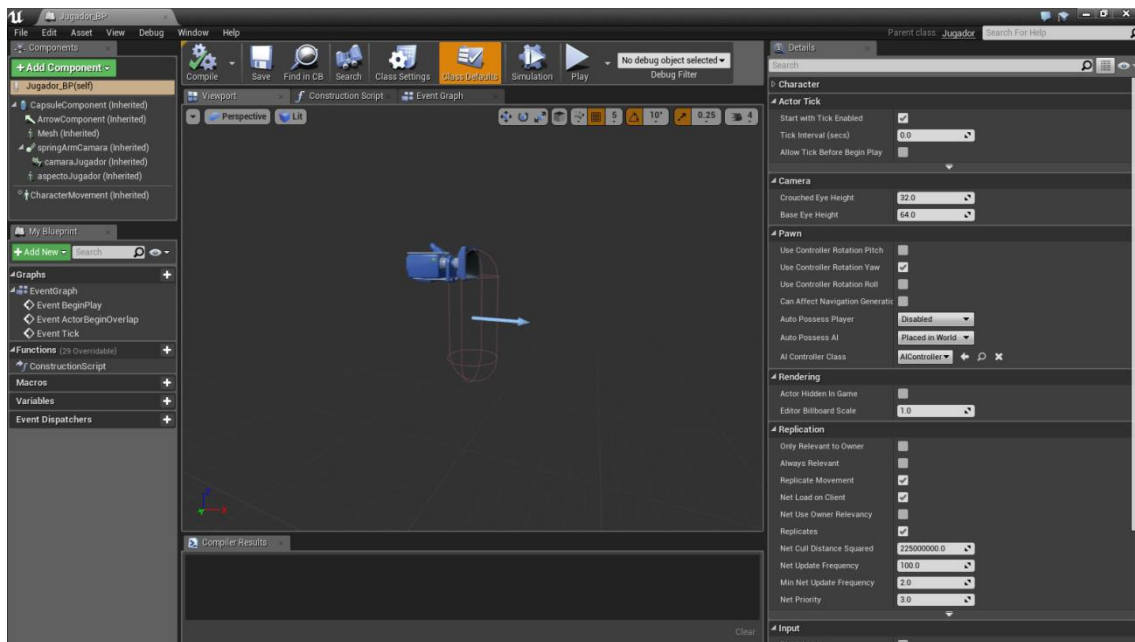 Jugador_BP
File Edit Asset View Debug Window Help
Parent class: Jugador Search For Help
Components
+Add Component
Jugador_BP(self)
CapsuleComponent (Inherited)
ArrowComponent (Inherited)
Mesh (Inherited)
springArmCamara (Inherited)
camaraJugador (Inherited)
aspectoJugador (Inherited)
CharacterMovement (Inherited)
My Blueprint
+Add New Search
Graphs
EventGraph
Event BeginPlay
Event ActorBeginOverlap
Event Tick
Functions (29 Overridable)
ConstructionScript
Macros
Variables
Event Dispatchers
Compile Save Find in CB Search Class Settings Class Defaults Simulation Play
No debug object selected
Debug Filter
Viewport Construction Script Event Graph
Perspective Lit 5 10° 0.25 4
Z
X
Compiler Results
Clear
Details
Search
Character
Actor Tick
Start with Tick Enabled
Tick Interval (secs) 0.0
Allow Tick Before Begin Play
Camera
Crouched Eye Height 32.0
Base Eye Height 64.0
Pawn
Use Controller Rotation Pitch
Use Controller Rotation Yaw
Use Controller Rotation Roll
Can Affect Navigation Generatic
Auto Possess Player Disabled
Auto Possess AI Placed in World
AI Controller Class AIController
Rendering
Actor Hidden In Game
Editor Billboard Scale 1.0
Replication
Only Relevant to Owner
Always Relevant
Replicate Movement
Net Load on Client
Net Use Owner Relevancy
Replicates
Net Cull Distance Squared 225000000.0
Net Update Frequency 100.0
Min Net Update Frequency 2.0
Net Priority 3.0
Input